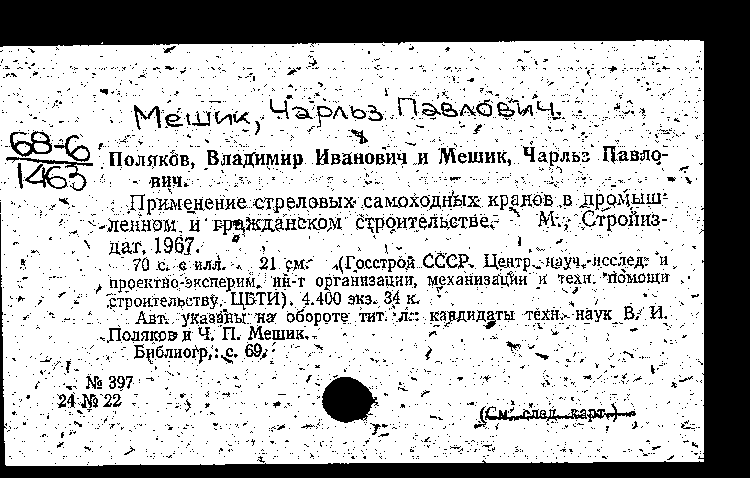 Мешик, Чарльз Павлович.
68-6
1463
Поляков, Владимир Иванович и Мешик, Чарльз Павло-
вич.
Применение стреловых самоходных кранов в промыш-
ленном и гражданском строительстве. М., Стройиз-
дат, 1967.
70 с. с илл. 21 см. (Госстрой СССР. Центр. науч.-исслед. и
проектно-эксперим. ин-т организации, механизации и техн. помощи
строительству. ЦБТИ). 4.400 экз. 34 к.
Авт. указаны на обороте тит. л.: кандидаты техн. наук В. И.
Поляков и Ч. П. Мешик.
Библиогр.: с. 69.
№ 397
24 № 22
(См. след. карт.)